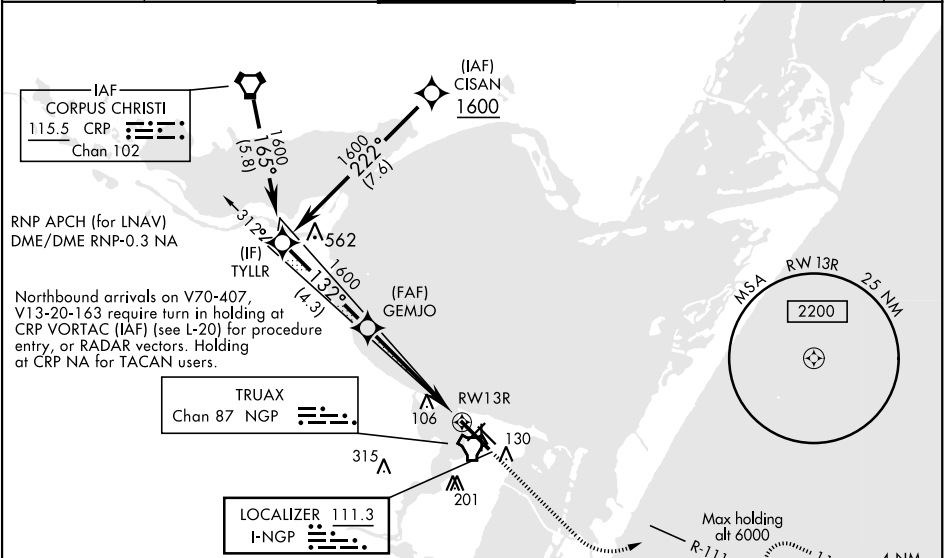 (IAF)
CISAN
1600
IAF
CORPUS CHRISTI
115.5 CRP
Chan 102
1600
165°
(5.8)
1600
222°
(7.6)
RNP APCH (for LNAV)
DME/DME RNP-0.3 NA
312°
562
(IF)
TYLLR
1600
132°
(4.3)
(FAF)
GEMJO
MSA RW 13R 25 NM
2200
Northbound arrivals on V70-407,
V13-20-163 require turn in holding at
CRP VORTAC (IAF) (see L-20) for procedure
entry, or RADAR vectors. Holding
at CRP NA for TACAN users.
TRUAX
Chan 87 NGP
RW13R
106
130
315
201
LOCALIZER 111.3
I-NGP
Max holding
alt 6000
R-111
4 NM